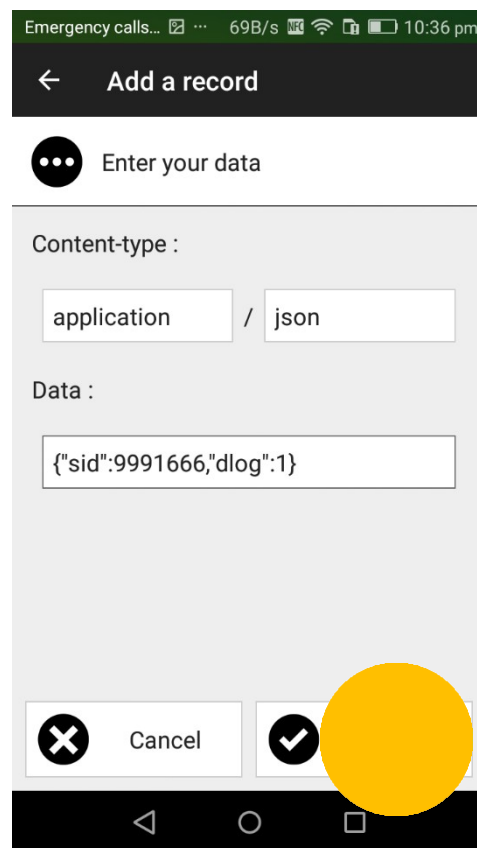 Emergency calls... ... 69B/s NFC 10:36 pm
Add a record
Enter your data
Content-type :
application / json
Data :
{"sid":9991666,"dlog":1}
Cancel